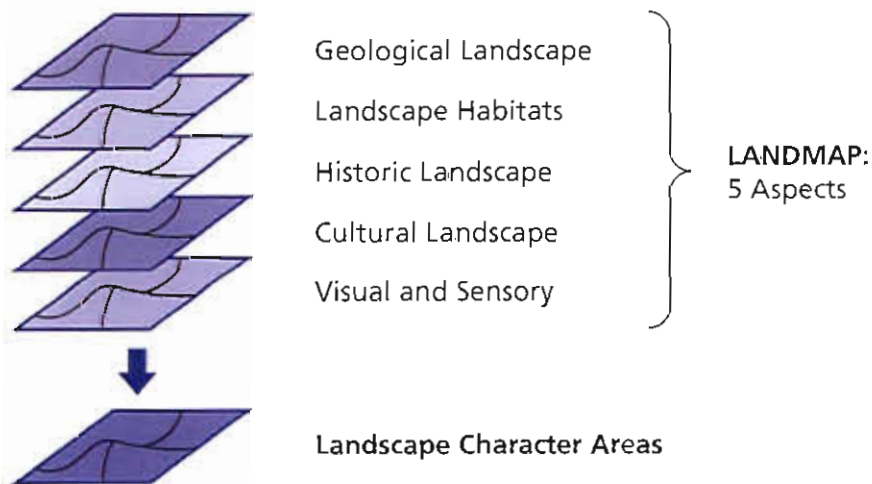 Geological Landscape
Landscape Habitats
Historic Landscape
Cultural Landscape
Visual and Sensory
LANDMAP:
5 Aspects
Landscape Character Areas